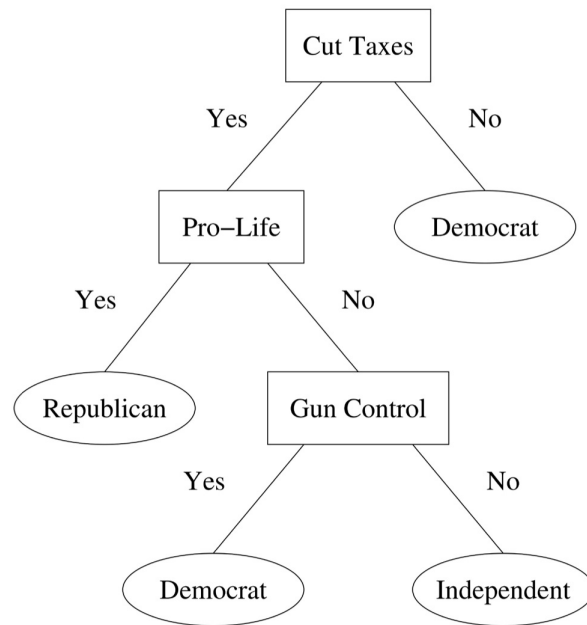 Cut Taxes
Yes
No
Pro−Life
Democrat
Yes
No
Republican
Gun Control
Yes
No
Democrat
Independent